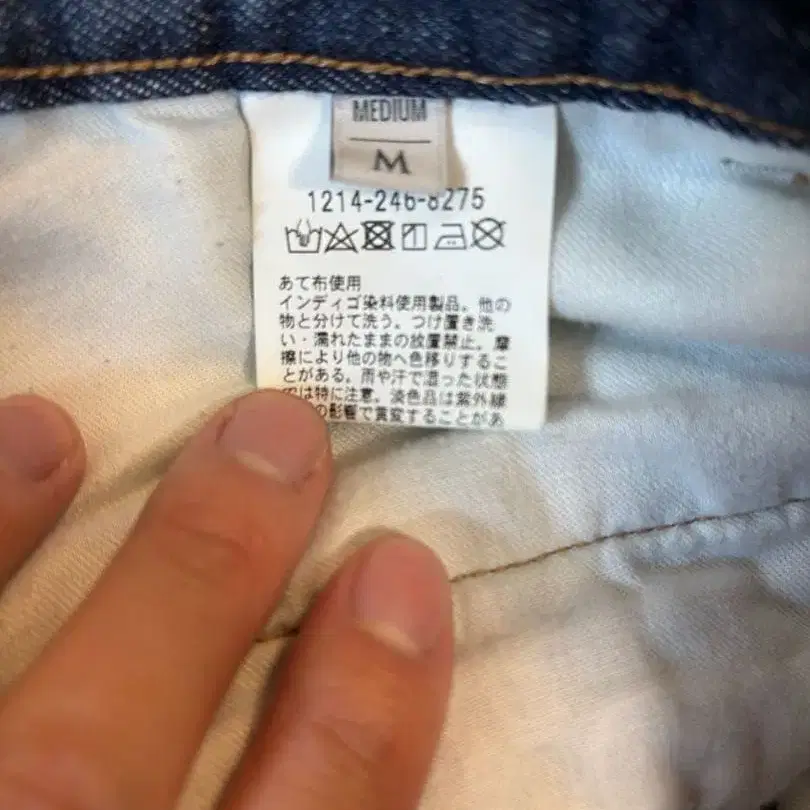 MEDIUM
M
1214-246-8275
あて布使用
インディゴ染料使用製品。他の
物と分けて洗う。つけ置き洗
い・濡れたままの放置禁止。摩
擦により他の物へ色移りするこ
とがある。雨や汗で湿った状態
では特に注意。淡色品は紫外線
の影響で黄変することがあ